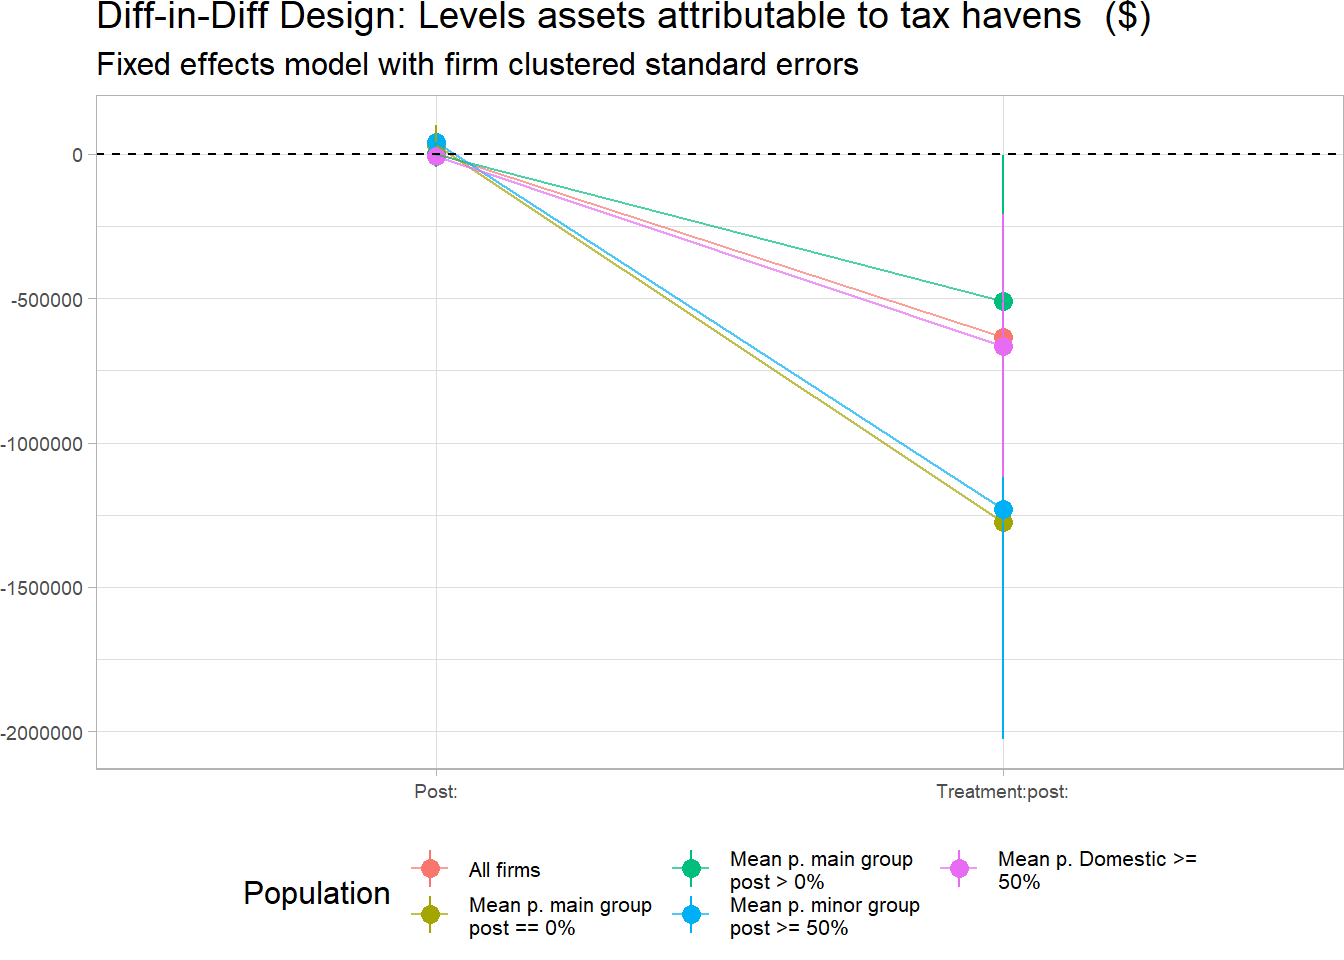 Diff-in-Diff Design: Levels assets attributable to tax havens  ($)
Fixed effects model with firm clustered standard errors
0
-500000
-1000000
-1500000
-2000000
Post:
Treatment:post:
Population
All firms
Mean p. main group
post == 0%
Mean p. main group
post > 0%
Mean p. minor group
post >= 50%
Mean p. Domestic >=
50%